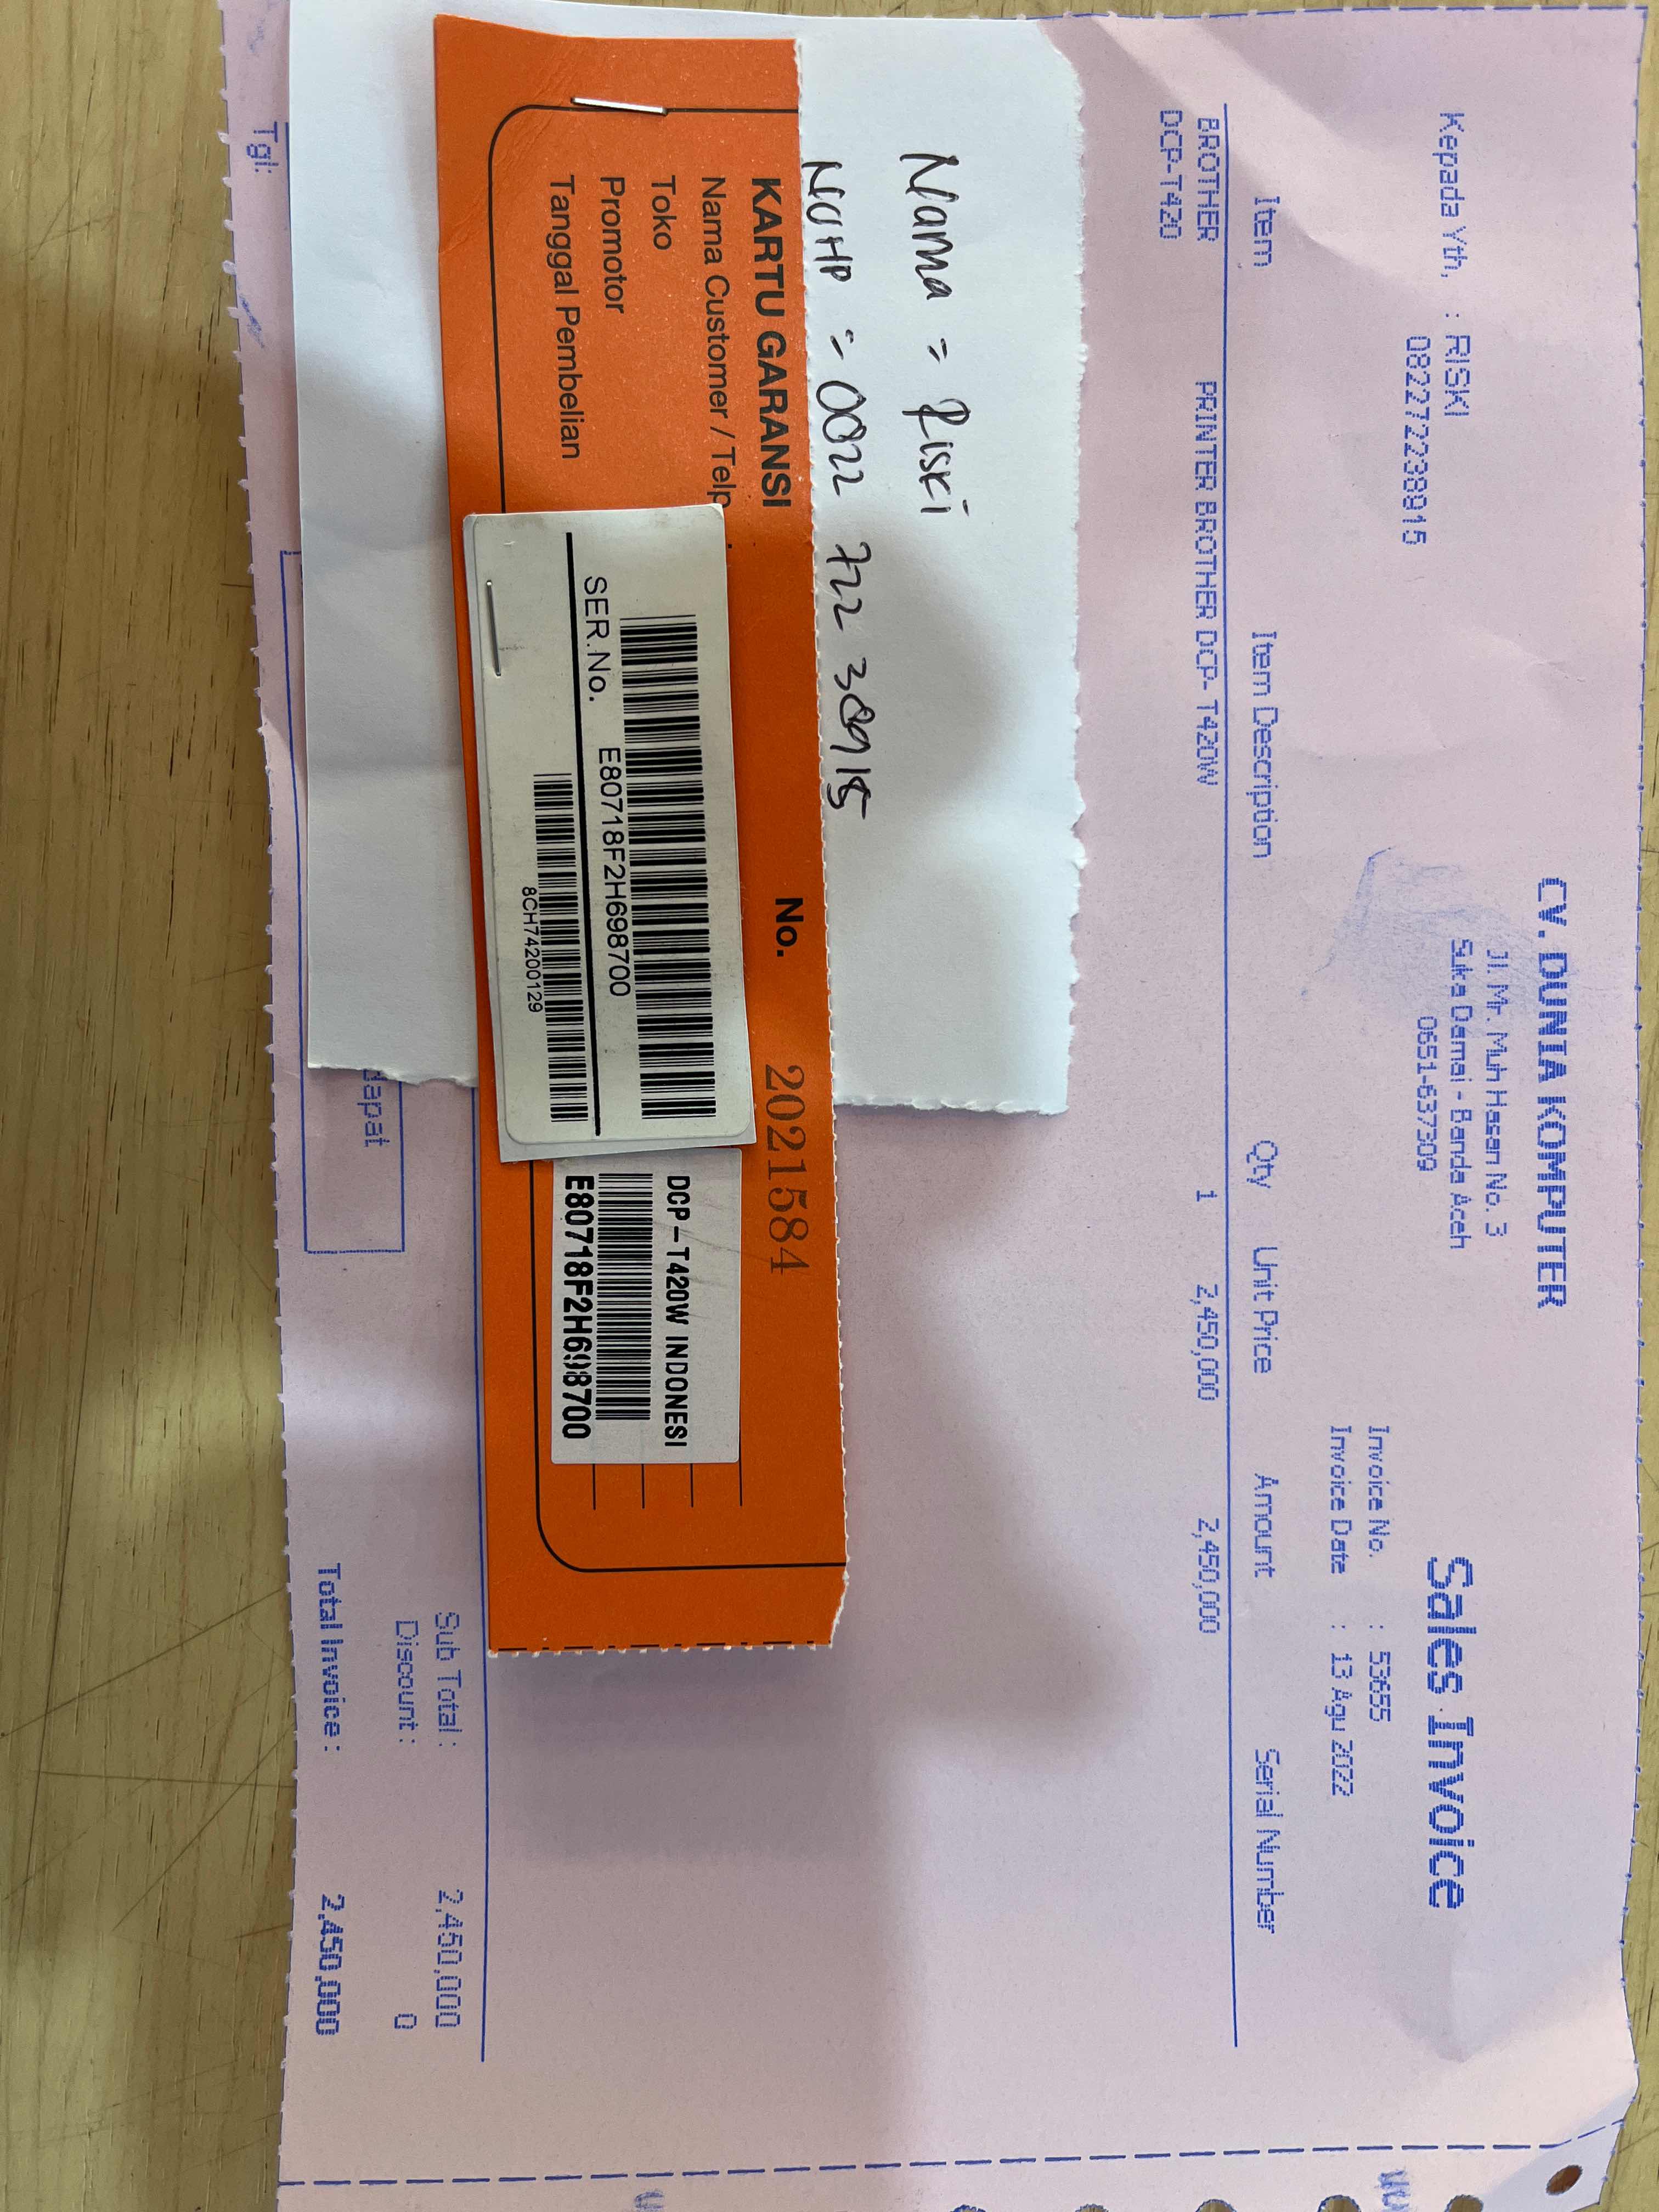 CV. DUNIA KOMPUTER
Jl. Mr. Muh Hasan No. 3
Suka Damai - Banda Aceh
0651-637309
Sales Invoice
Kepada Yth, : RISKI
082272238915
Invoice No. : 53655
Invoice Date : 13 Agu 2022
Item Item Description Qty Unit Price Amount Serial Number
BROTHER PRINTER BROTHER DCP- T420W 1 2,450,000 2,450,000
DCP-T420
Nama = Riski
NO HP = 0822 722 38915
KARTU GARANSI No. 2021584
Nama Customer / Telp
Toko
Promotor
Tanggal Pembelian
SER.No. E80718F2H698700
8CH74200129
DCP-T420W INDONESI
E80718F2H698700
Sub Total : 2,450,000
Discount : 0
Total Invoice : 2,450,000
dapat
Tgl: